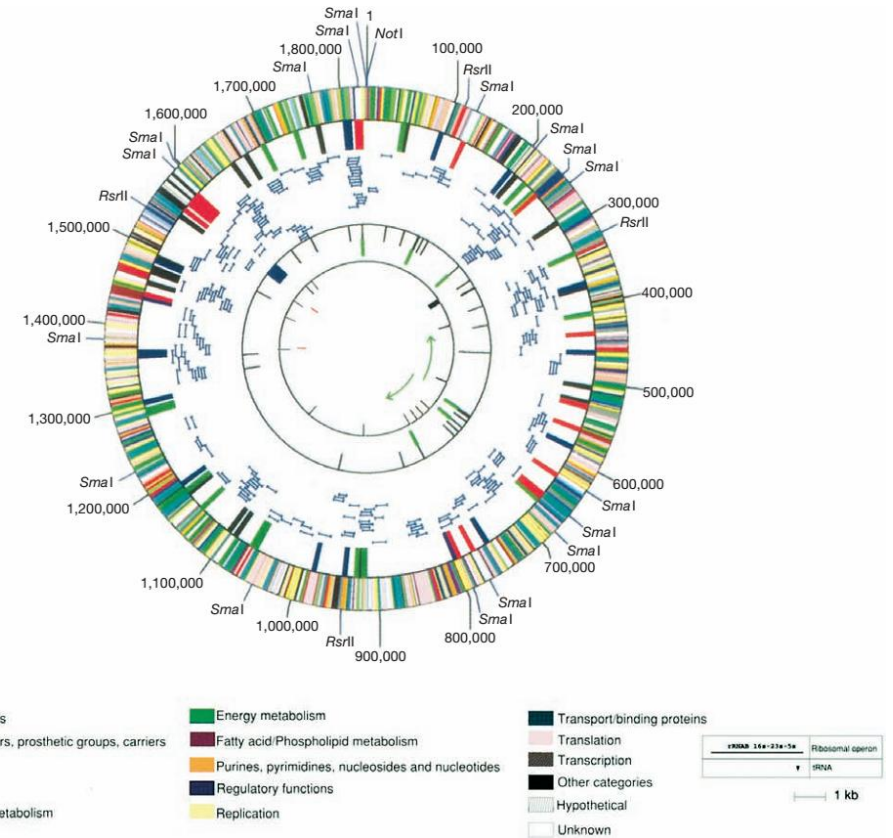 SmaI
1
SmaI
NotI
1,800,000
100,000
SmaI
RsrII
SmaI
1,700,000
200,000
SmaI
1,600,000
SmaI
SmaI
SmaI
SmaI
RsrII
300,000
RsrII
1,500,000
400,000
1,400,000
SmaI
500,000
1,300,000
600,000
SmaI
SmaI
1,200,000
SmaI
SmaI
700,000
1,100,000
SmaI
SmaI
SmaI
1,000,000
800,000
RsrII
900,000
s
rs, prosthetic groups, carriers
etabolism
Energy metabolism
Fatty acid/Phospholipid metabolism
Purines, pyrimidines, nucleosides and nucleotides
Regulatory functions
Replication
Transport/binding proteins
Translation
Transcription
Other categories
Hypothetical
Unknown
rRNAB 16s-23s-5s
Ribosomal operon
tRNA
1 kb